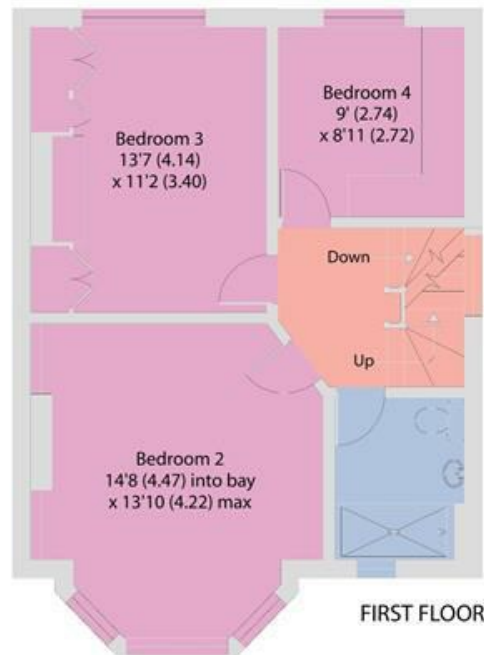 Bedroom 3
13'7 (4.14)
x 11'2 (3.40)
Bedroom 4
9' (2.74)
x 8'11 (2.72)
Down
Up
Bedroom 2
14'8 (4.47) into bay
x 13'10 (4.22) max
FIRST FLOOR